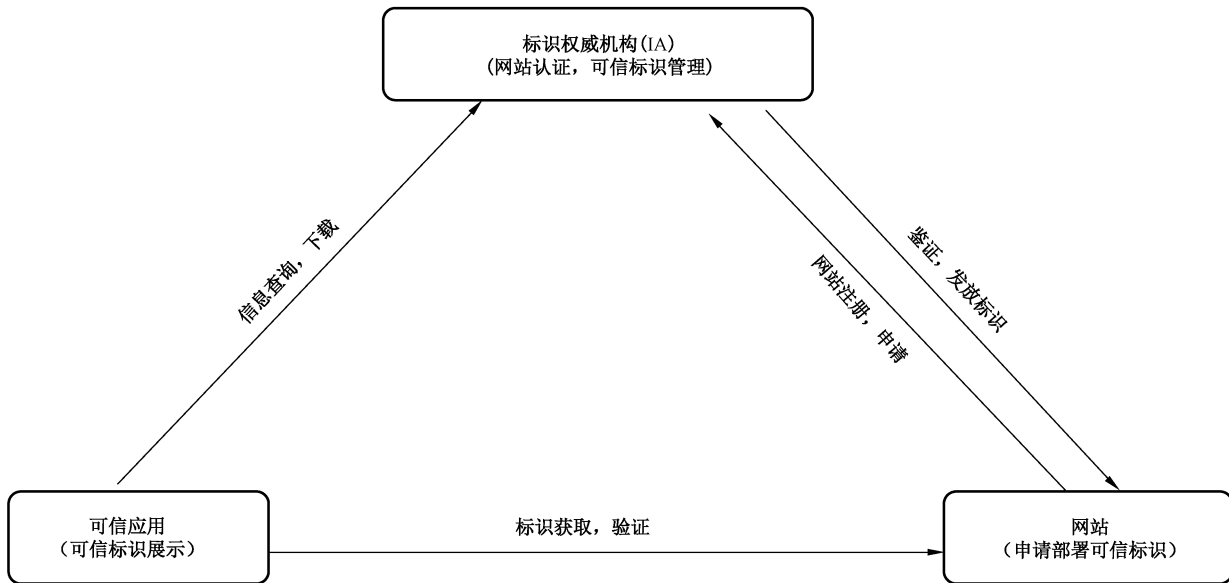 标识权威机构(IA)
(网站认证，可信标识管理)
信息查询，下载
鉴证，发放标识
网站注册，申请
可信应用
（可信标识展示）
标识获取，验证
网站
（申请部署可信标识）